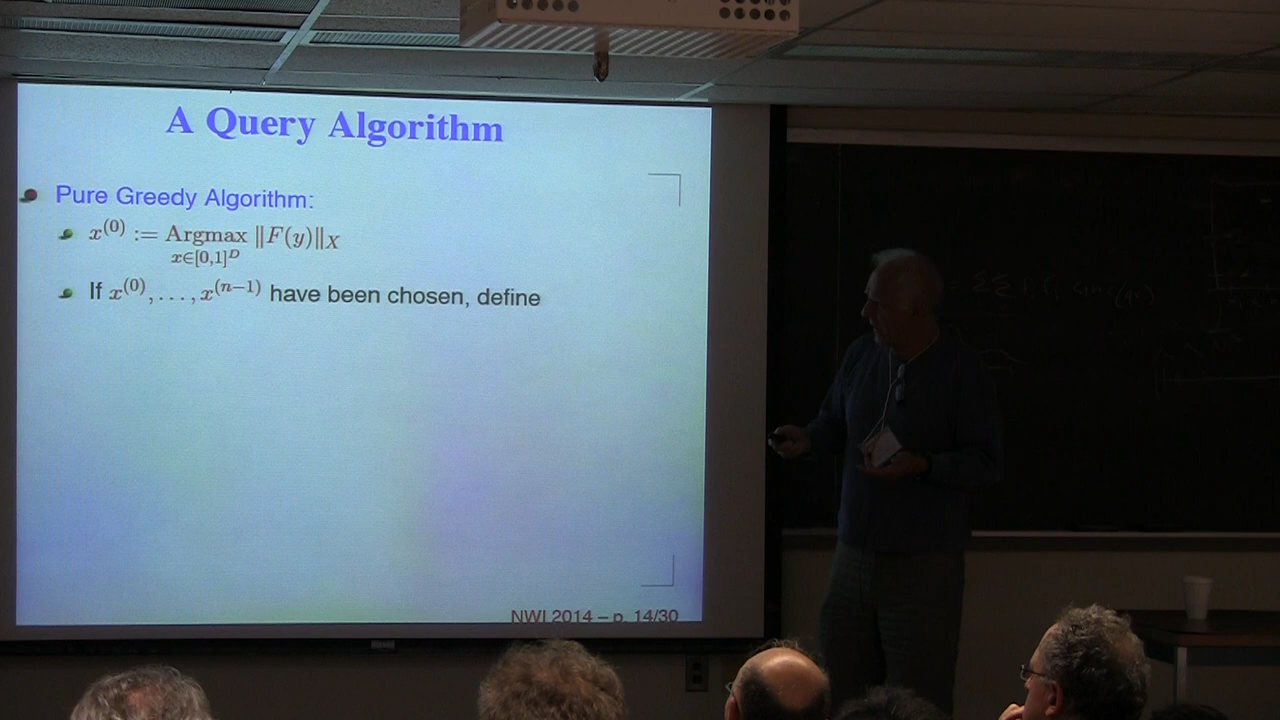 A Query Algorithm
Pure Greedy Algorithm:
x^(0) := Argmax ‖F(y)‖_X
x∈[0,1]^D
If x^(0), . . . , x^(n−1) have been chosen, define
NWI 2014 – p. 14/30